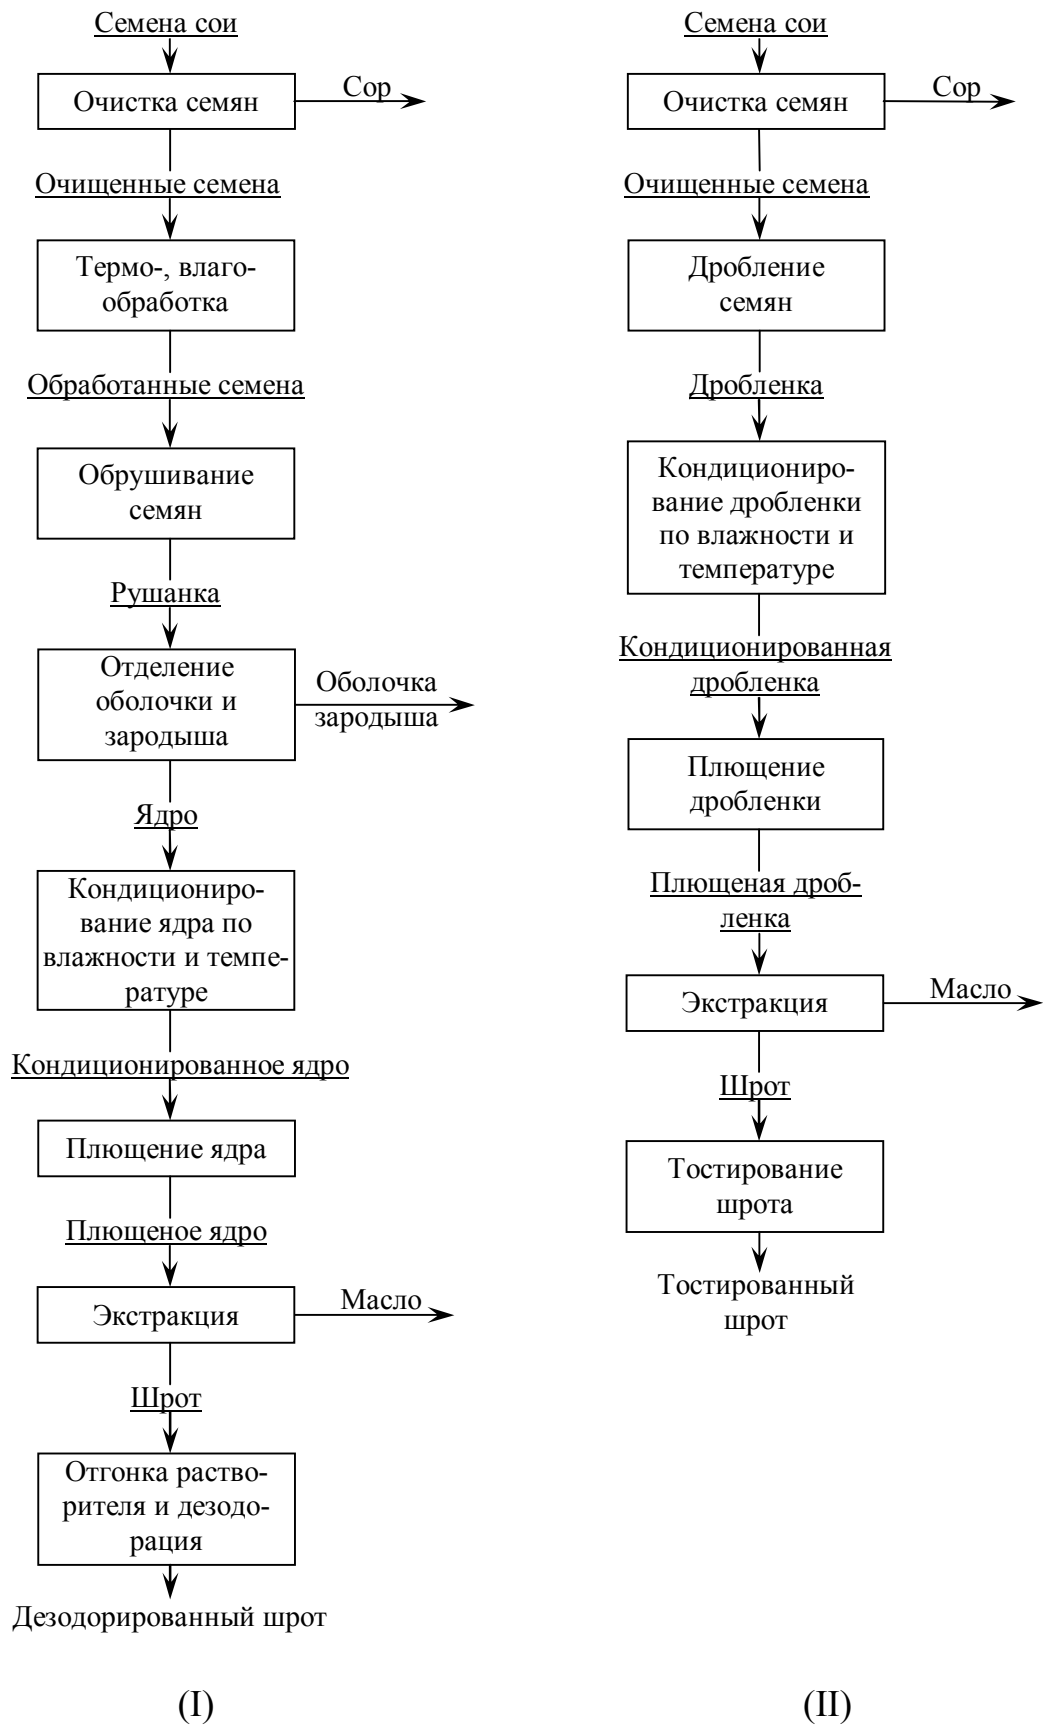 Семена сои
Очистка семян
Сор
Очищенные семена
Термо-, влаго-
обработка
Обработанные семена
Обрушивание
семян
Рушанка
Отделение
оболочки и
зародыша
Оболочка
зародыша
Ядро
Кондициониро-
вание ядра по
влажности и темпе-
ратуре
Кондиционированное ядро
Плющение ядра
Плющеное ядро
Экстракция
Масло
Шрот
Отгонка раство-
рителя и дезодо-
рация
Дезодорированный шрот
(I)
Семена сои
Очистка семян
Сор
Очищенные семена
Дробление
семян
Дробленка
Кондициониро-
вание дробленки
по влажности и
температуре
Кондиционированная
дробленка
Плющение
дробленки
Плющеная дроб-
ленка
Экстракция
Масло
Шрот
Тостирование
шрота
Тостированный
шрот
(II)